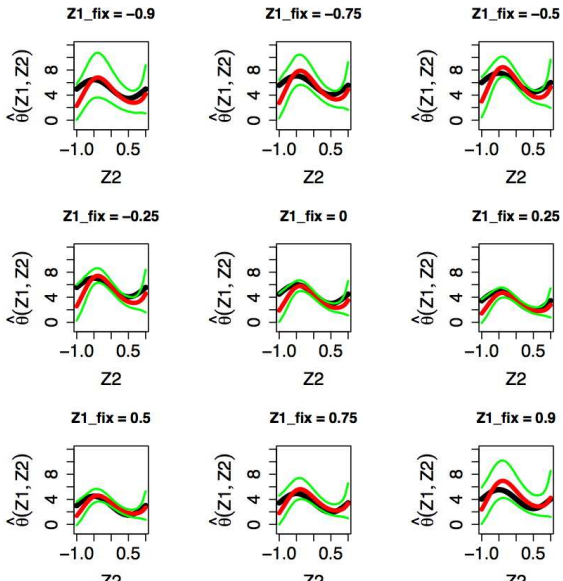 Z1_fix = −0.9
θ̂(Z1, Z2)
0 4 8
−1.0 0.5
Z2
Z1_fix = −0.75
θ̂(Z1, Z2)
0 4 8
−1.0 0.5
Z2
Z1_fix = −0.5
θ̂(Z1, Z2)
0 4 8
−1.0 0.5
Z2
Z1_fix = −0.25
θ̂(Z1, Z2)
0 4 8
−1.0 0.5
Z2
Z1_fix = 0
θ̂(Z1, Z2)
0 4 8
−1.0 0.5
Z2
Z1_fix = 0.25
θ̂(Z1, Z2)
0 4 8
−1.0 0.5
Z2
Z1_fix = 0.5
θ̂(Z1, Z2)
0 4 8
−1.0 0.5
Z2
Z1_fix = 0.75
θ̂(Z1, Z2)
0 4 8
−1.0 0.5
Z2
Z1_fix = 0.9
θ̂(Z1, Z2)
0 4 8
−1.0 0.5
Z2